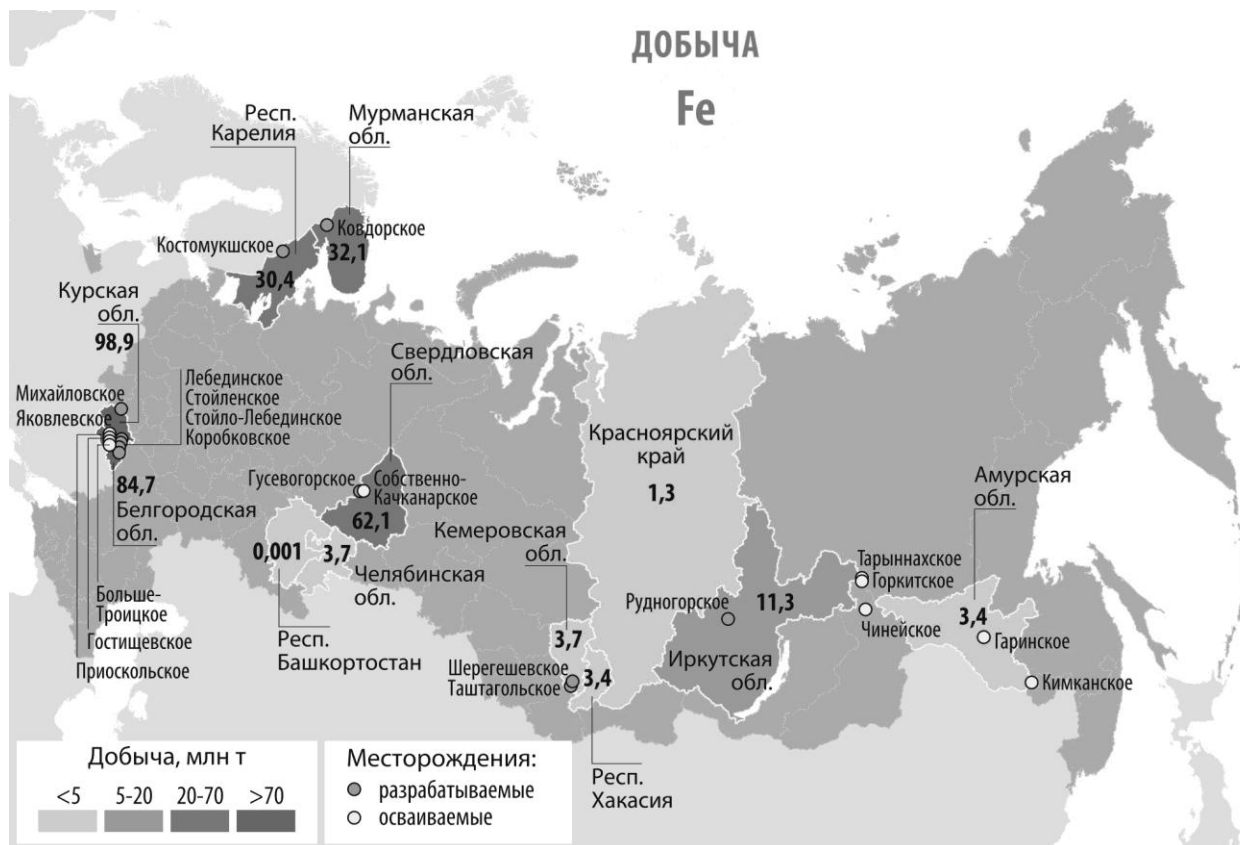 ДОБЫЧА
Fe
Респ.
Карелия
Мурманская
обл.
Ковдорское
32,1
Костомукшское
30,4
Курская
обл.
98,9
Свердловская
обл.
Михайловское
Яковлевское
Лебединское
Стойленское
Стойло-Лебединское
Коробковское
84,7
Белгородская
обл.
Гусевогорское
Собственно-
Качканарское
62,1
Красноярский
край
1,3
Амурская
обл.
Кемеровская
обл.
0,001
3,7
Челябинская
обл.
Больше-
Троицкое
Гостищевское
Приоскольское
Респ.
Башкортостан
3,7
Шерегешевское
Таштагольское
3,4
Рудногорское
11,3
Иркутская
обл.
Тарыннахское
Горкитское
Чинейское
3,4
Гаринское
Кимканское
Респ.
Хакасия
Добыча, млн т
<5 5-20 20-70 >70
Месторождения:
разрабатываемые
осваиваемые